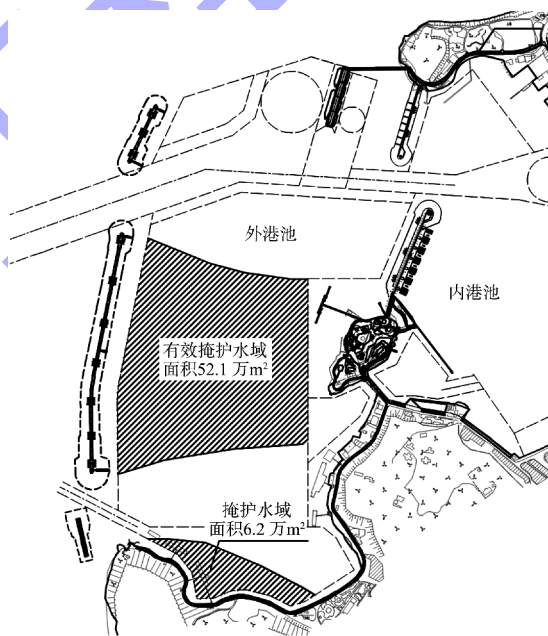 外港池
内港池
有效掩护水域
面积52.1 万m²
掩护水域
面积6.2 万m²